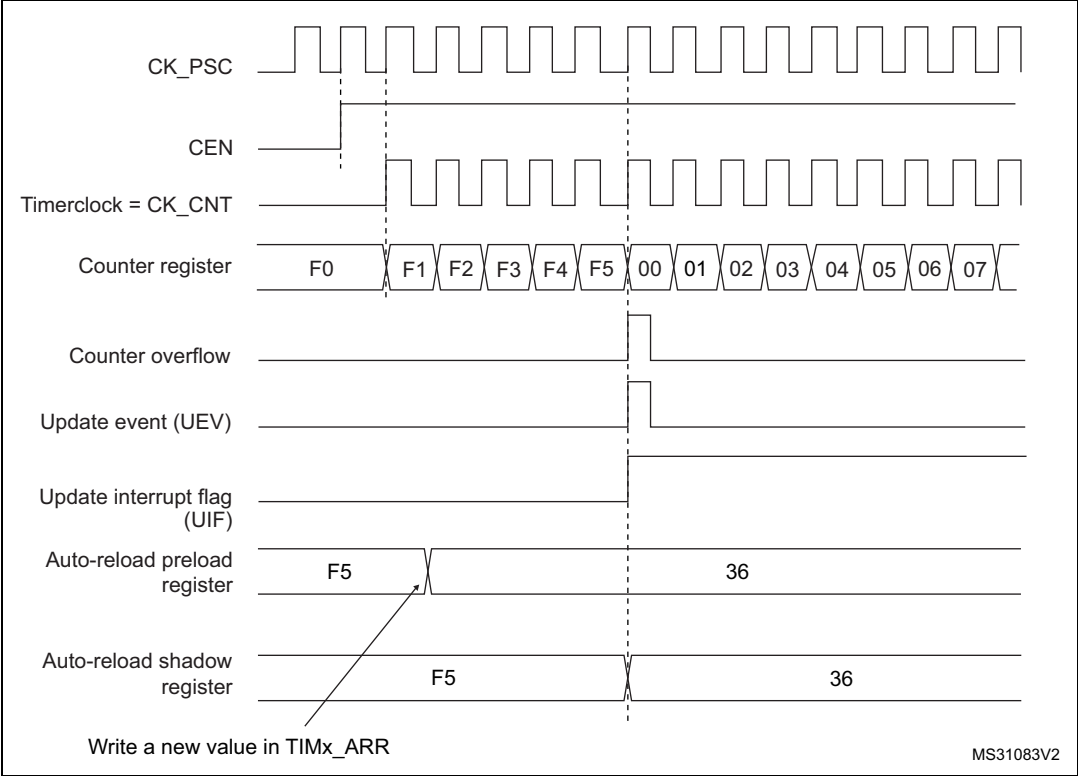 CK_PSC
CEN
Timerclock = CK_CNT
Counter register
F0 F1 F2 F3 F4 F5 00 01 02 03 04 05 06 07
Counter overflow
Update event (UEV)
Update interrupt flag
(UIF)
Auto-reload preload
register
F5 36
Auto-reload shadow
register
F5 36
Write a new value in TIMx_ARR
MS31083V2